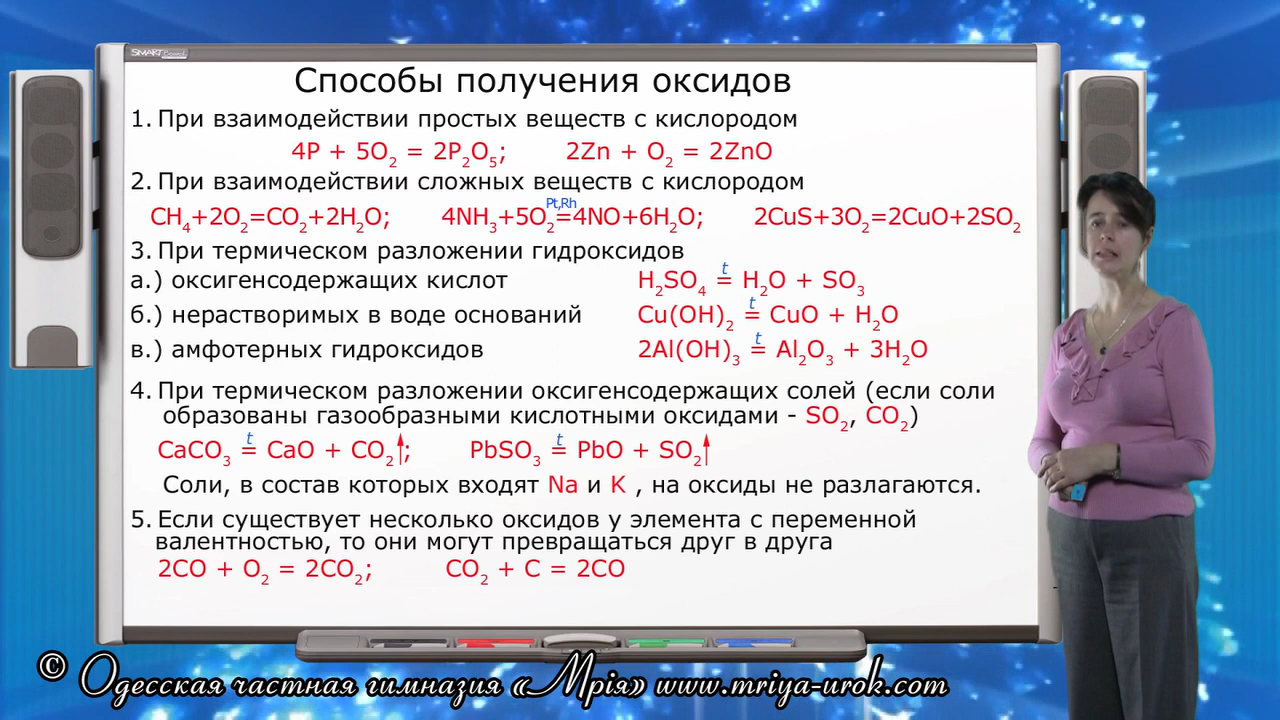 SMART Board
Способы получения оксидов
1. При взаимодействии простых веществ с кислородом
4P + 5O₂ = 2P₂O₅; 2Zn + O₂ = 2ZnO
2. При взаимодействии сложных веществ с кислородом
Pt,Rh
CH₄+2O₂=CO₂+2H₂O; 4NH₃+5O₂=4NO+6H₂O; 2CuS+3O₂=2CuO+2SO₂
3. При термическом разложении гидроксидов
t
а.) оксигенсодержащих кислот H₂SO₄ = H₂O + SO₃
t
б.) нерастворимых в воде оснований Cu(OH)₂ = CuO + H₂O
t
в.) амфотерных гидроксидов 2Al(OH)₃ = Al₂O₃ + 3H₂O
4. При термическом разложении оксигенсодержащих солей (если соли
образованы газообразными кислотными оксидами - SO₂, CO₂)
t t
CaCO₃ = CaO + CO₂↑; PbSO₃ = PbO + SO₂↑
Соли, в состав которых входят Na и K , на оксиды не разлагаются.
5. Если существует несколько оксидов у элемента с переменной
валентностью, то они могут превращаться друг в друга
2CO + O₂ = 2CO₂; CO₂ + C = 2CO
© Одесская частная гимназия «Мрія» www.mriya-urok.com